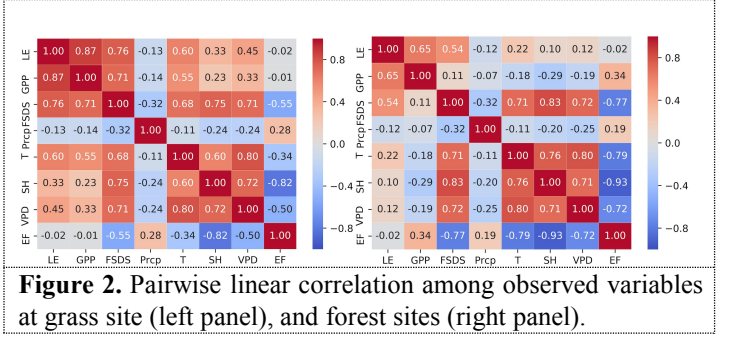 LE 1.00 0.87 0.76 -0.13 0.60 0.33 0.45 -0.02
GPP 0.87 1.00 0.71 -0.14 0.55 0.23 0.33 -0.01
FSDS 0.76 0.71 1.00 -0.32 0.68 0.75 0.71 -0.55
Prcp -0.13 -0.14 -0.32 1.00 -0.11 -0.24 -0.24 0.28
T 0.60 0.55 0.68 -0.11 1.00 0.60 0.80 -0.34
SH 0.33 0.23 0.75 -0.24 0.60 1.00 0.72 -0.82
VPD 0.45 0.33 0.71 -0.24 0.80 0.72 1.00 -0.50
EF -0.02 -0.01 -0.55 0.28 -0.34 -0.82 -0.50 1.00
LE GPP FSDS Prcp T SH VPD EF
0.8
0.4
0.0
−0.4
−0.8
LE 1.00 0.65 0.54 -0.12 0.22 0.10 0.12 -0.02
GPP 0.65 1.00 0.11 -0.07 -0.18 -0.29 -0.19 0.34
FSDS 0.54 0.11 1.00 -0.32 0.71 0.83 0.72 -0.77
Prcp -0.12 -0.07 -0.32 1.00 -0.11 -0.20 -0.25 0.19
T 0.22 -0.18 0.71 -0.11 1.00 0.76 0.80 -0.79
SH 0.10 -0.29 0.83 -0.20 0.76 1.00 0.71 -0.93
VPD 0.12 -0.19 0.72 -0.25 0.80 0.71 1.00 -0.72
EF -0.02 0.34 -0.77 0.19 -0.79 -0.93 -0.72 1.00
LE GPP FSDS Prcp T SH VPD EF
0.8
0.4
0.0
−0.4
−0.8
Figure 2. Pairwise linear correlation among observed variables
at grass site (left panel), and forest sites (right panel).